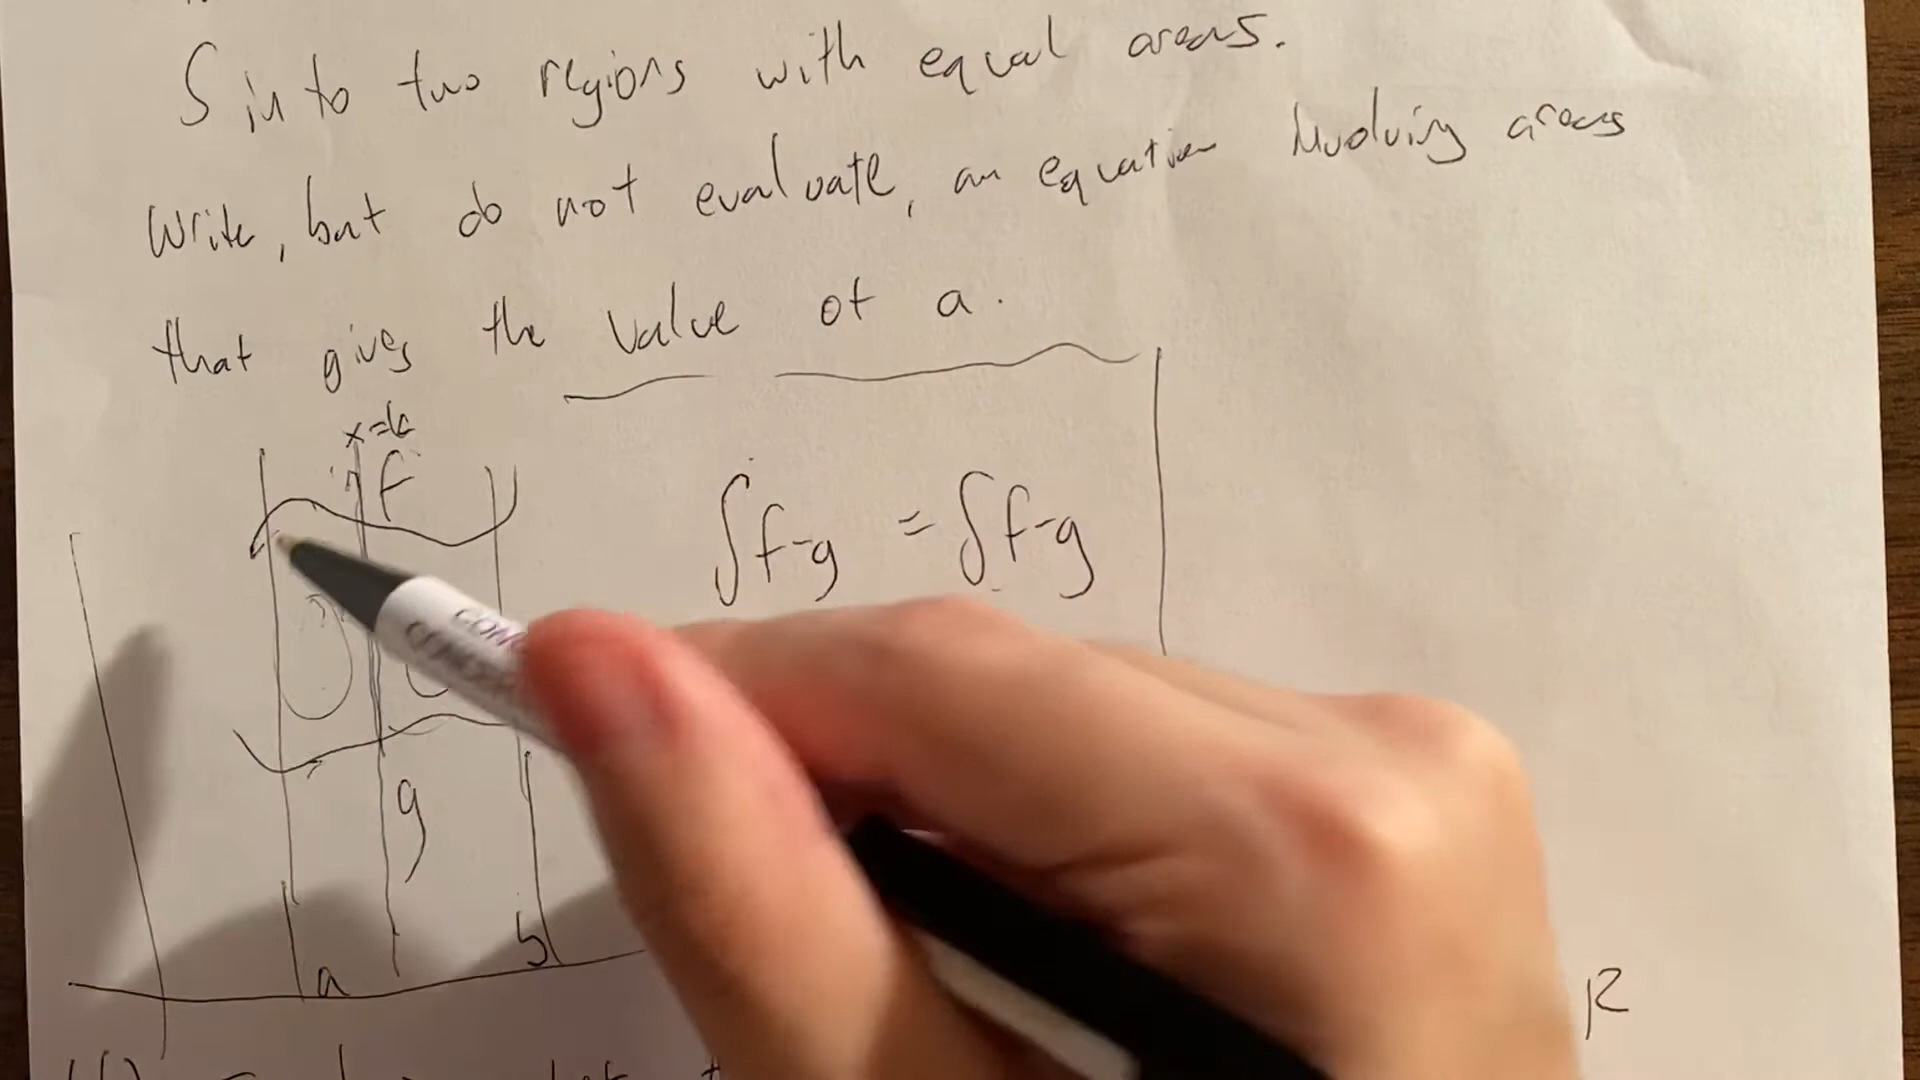 S into two regions with equal areas.
Write, but do not evaluate, an equation involving areas
that gives the value of a.
x=k
f
∫f-g = ∫f-g
g
b
a
R